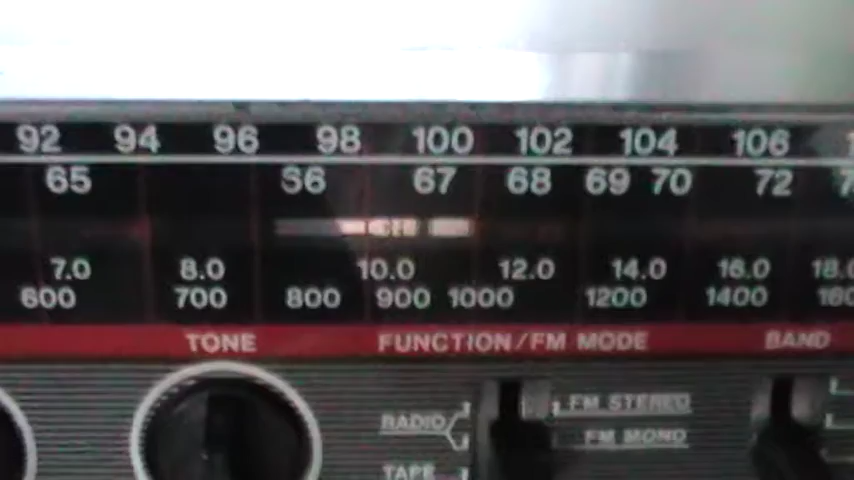 92 94 96 98 100 102 104 106
65 66 67 68 69 70 72
7.0 8.0 10.0 12.0 14.0 16.0 18.0
600 700 800 900 1000 1200 1400
TONE FUNCTION/FM MODE BAND
RADIO FM STEREO
FM MONO
TAPE